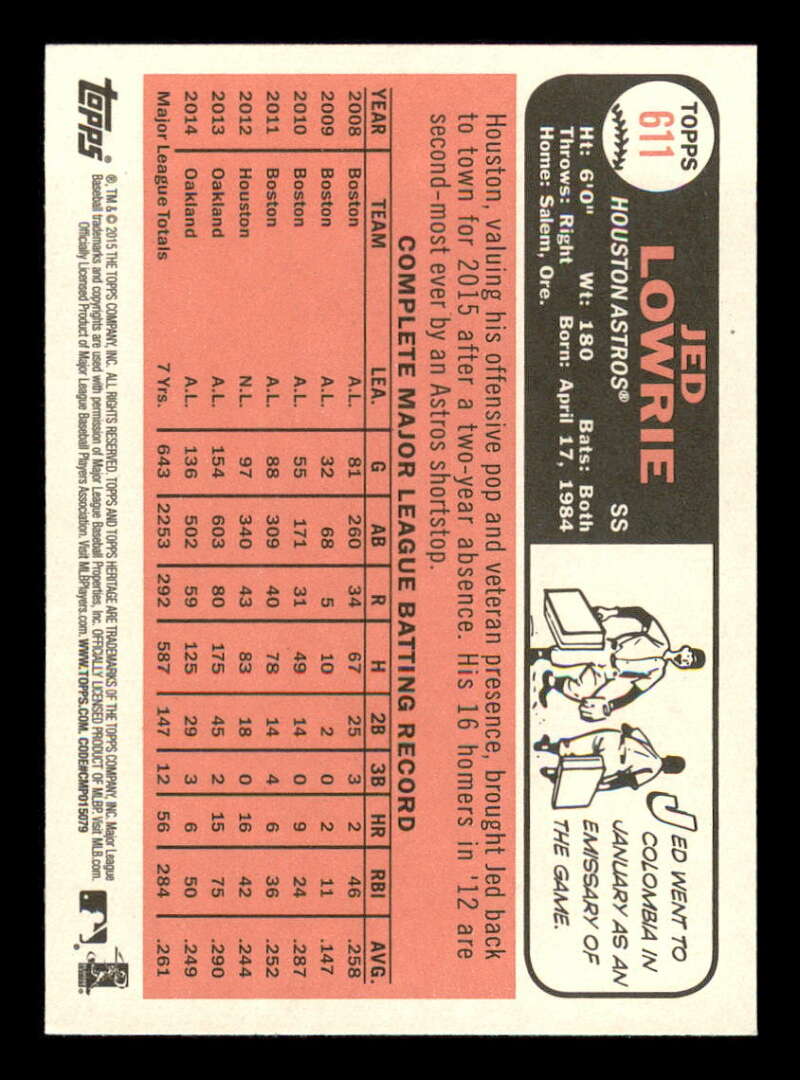 TOPPS
611
JED
LOWRIE
HOUSTON ASTROS® SS
Ht: 6'0" Wt: 180 Bats: Both
Throws: Right Born: April 17, 1984
Home: Salem, Ore.
JED WENT TO
COLOMBIA IN
JANUARY AS AN
EMISSARY OF
THE GAME.
Houston, valuing his offensive pop and veteran presence, brought Jed back
to town for 2015 after a two-year absence. His 16 homers in '12 are
second-most ever by an Astros shortstop.
COMPLETE MAJOR LEAGUE BATTING RECORD
YEAR TEAM LEA. G AB R H 2B 3B HR RBI AVG.
2008 Boston A.L. 81 260 34 67 25 3 2 46 .258
2009 Boston A.L. 32 68 5 10 2 0 2 11 .147
2010 Boston A.L. 55 171 31 49 14 0 9 24 .287
2011 Boston A.L. 88 309 40 78 14 4 6 36 .252
2012 Houston N.L. 97 340 43 83 18 0 16 42 .244
2013 Oakland A.L. 154 603 80 175 45 2 15 75 .290
2014 Oakland A.L. 136 502 59 125 29 3 6 50 .249
Major League Totals 7 Yrs. 643 2253 292 587 147 12 56 284 .261
topps®
®, TM & © 2015 THE TOPPS COMPANY, INC. ALL RIGHTS RESERVED. TOPPS AND TOPPS HERITAGE ARE TRADEMARKS OF THE TOPPS COMPANY, INC. Major League
Baseball trademarks and copyrights are used with permission of Major League Baseball Properties, Inc. OFFICIALLY LICENSED PRODUCT OF MLBP. Visit MLB.com.
Officially Licensed Product of Major League Baseball Players Association. Visit MLBPlayers.com. WWW.TOPPS.COM. CODE#CMP015079